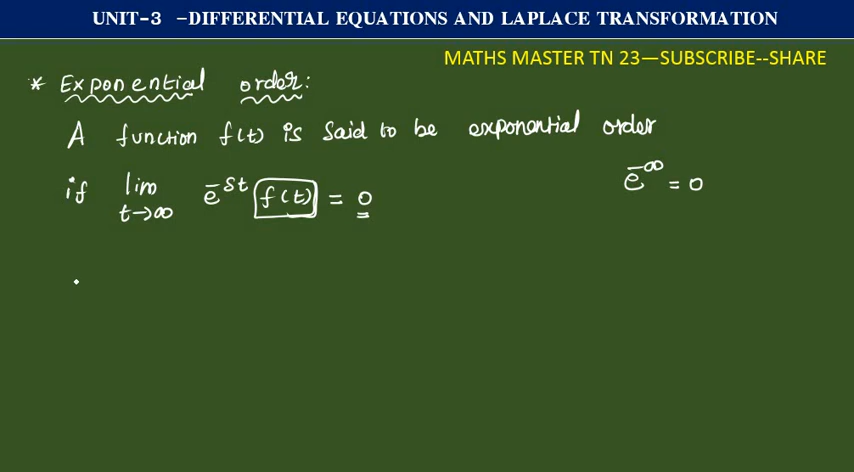 UNIT-3 –DIFFERENTIAL EQUATIONS AND LAPLACE TRANSFORMATION
MATHS MASTER TN 23—SUBSCRIBE--SHARE
* Exponential order:
A function f(t) is said to be exponential order
if lim t→∞ e^-st f(t) = 0
e^-∞ = 0